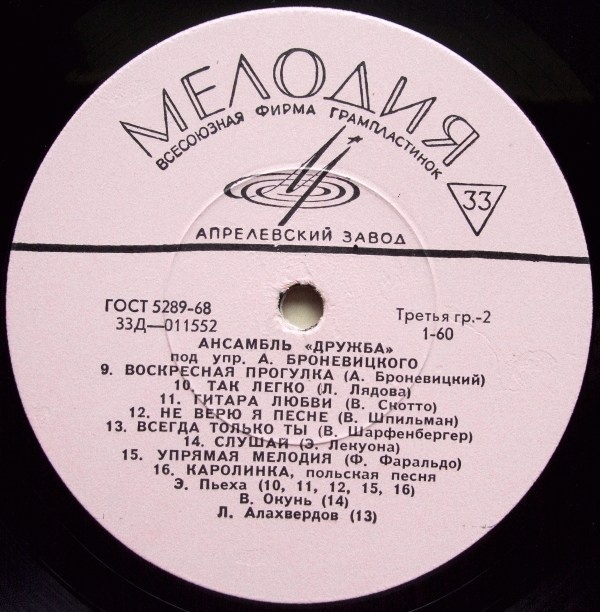 МЕЛОДИЯ
ВСЕСОЮЗНАЯ ФИРМА ГРАМПЛАСТИНОК
33
АПРЕЛЕВСКИЙ ЗАВОД
ГОСТ 5289-68
33Д—011552
Третья гр.-2
1-60
АНСАМБЛЬ «ДРУЖБА»
под упр. А. БРОНЕВИЦКОГО
9. ВОСКРЕСНАЯ ПРОГУЛКА (А. Броневицкий)
10. ТАК ЛЕГКО (Л. Лядова)
11. ГИТАРА ЛЮБВИ (В. Скотто)
12. НЕ ВЕРЮ Я ПЕСНЕ (В. Шпильман)
13. ВСЕГДА ТОЛЬКО ТЫ (В. Шарфенбергер)
14. СЛУШАЙ (Э. Лекуона)
15. УПРЯМАЯ МЕЛОДИЯ (Ф. Фаральдо)
16. КАРОЛИНКА, польская песня
Э. Пьеха (10, 11, 12, 15, 16)
В. Окунь (14)
Л. Алахвердов (13)